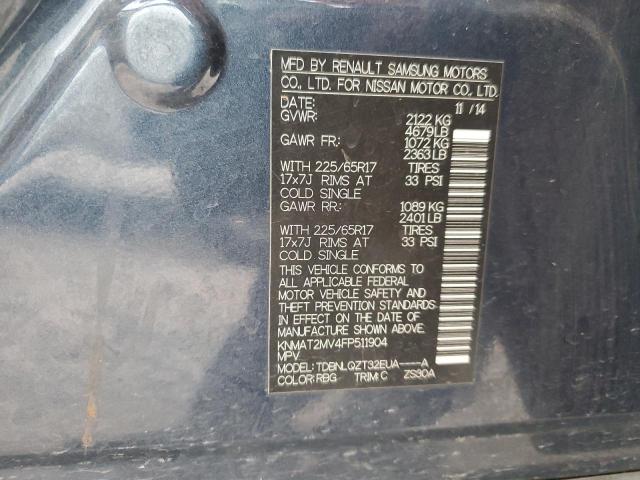 MFD BY RENAULT SAMSUNG MOTORS
CO., LTD. FOR NISSAN MOTOR CO., LTD.
DATE: 11 / 14
GVWR: 2122 KG
4679 LB
GAWR FR: 1072 KG
2363 LB
WITH 225/65R17 TIRES
17x7J RIMS AT 33 PSI
COLD SINGLE
GAWR RR: 1089 KG
2401 LB
WITH 225/65R17 TIRES
17x7J RIMS AT 33 PSI
COLD SINGLE
THIS VEHICLE CONFORMS TO
ALL APPLICABLE FEDERAL
MOTOR VEHICLE SAFETY AND
THEFT PREVENTION STANDARDS
IN EFFECT ON THE DATE OF
MANUFACTURE SHOWN ABOVE.
KNMAT2MV4FP511904
MPV
MODEL: TDBNLQZT32EUA----A
COLOR: RBG TRIM: C ZS30A